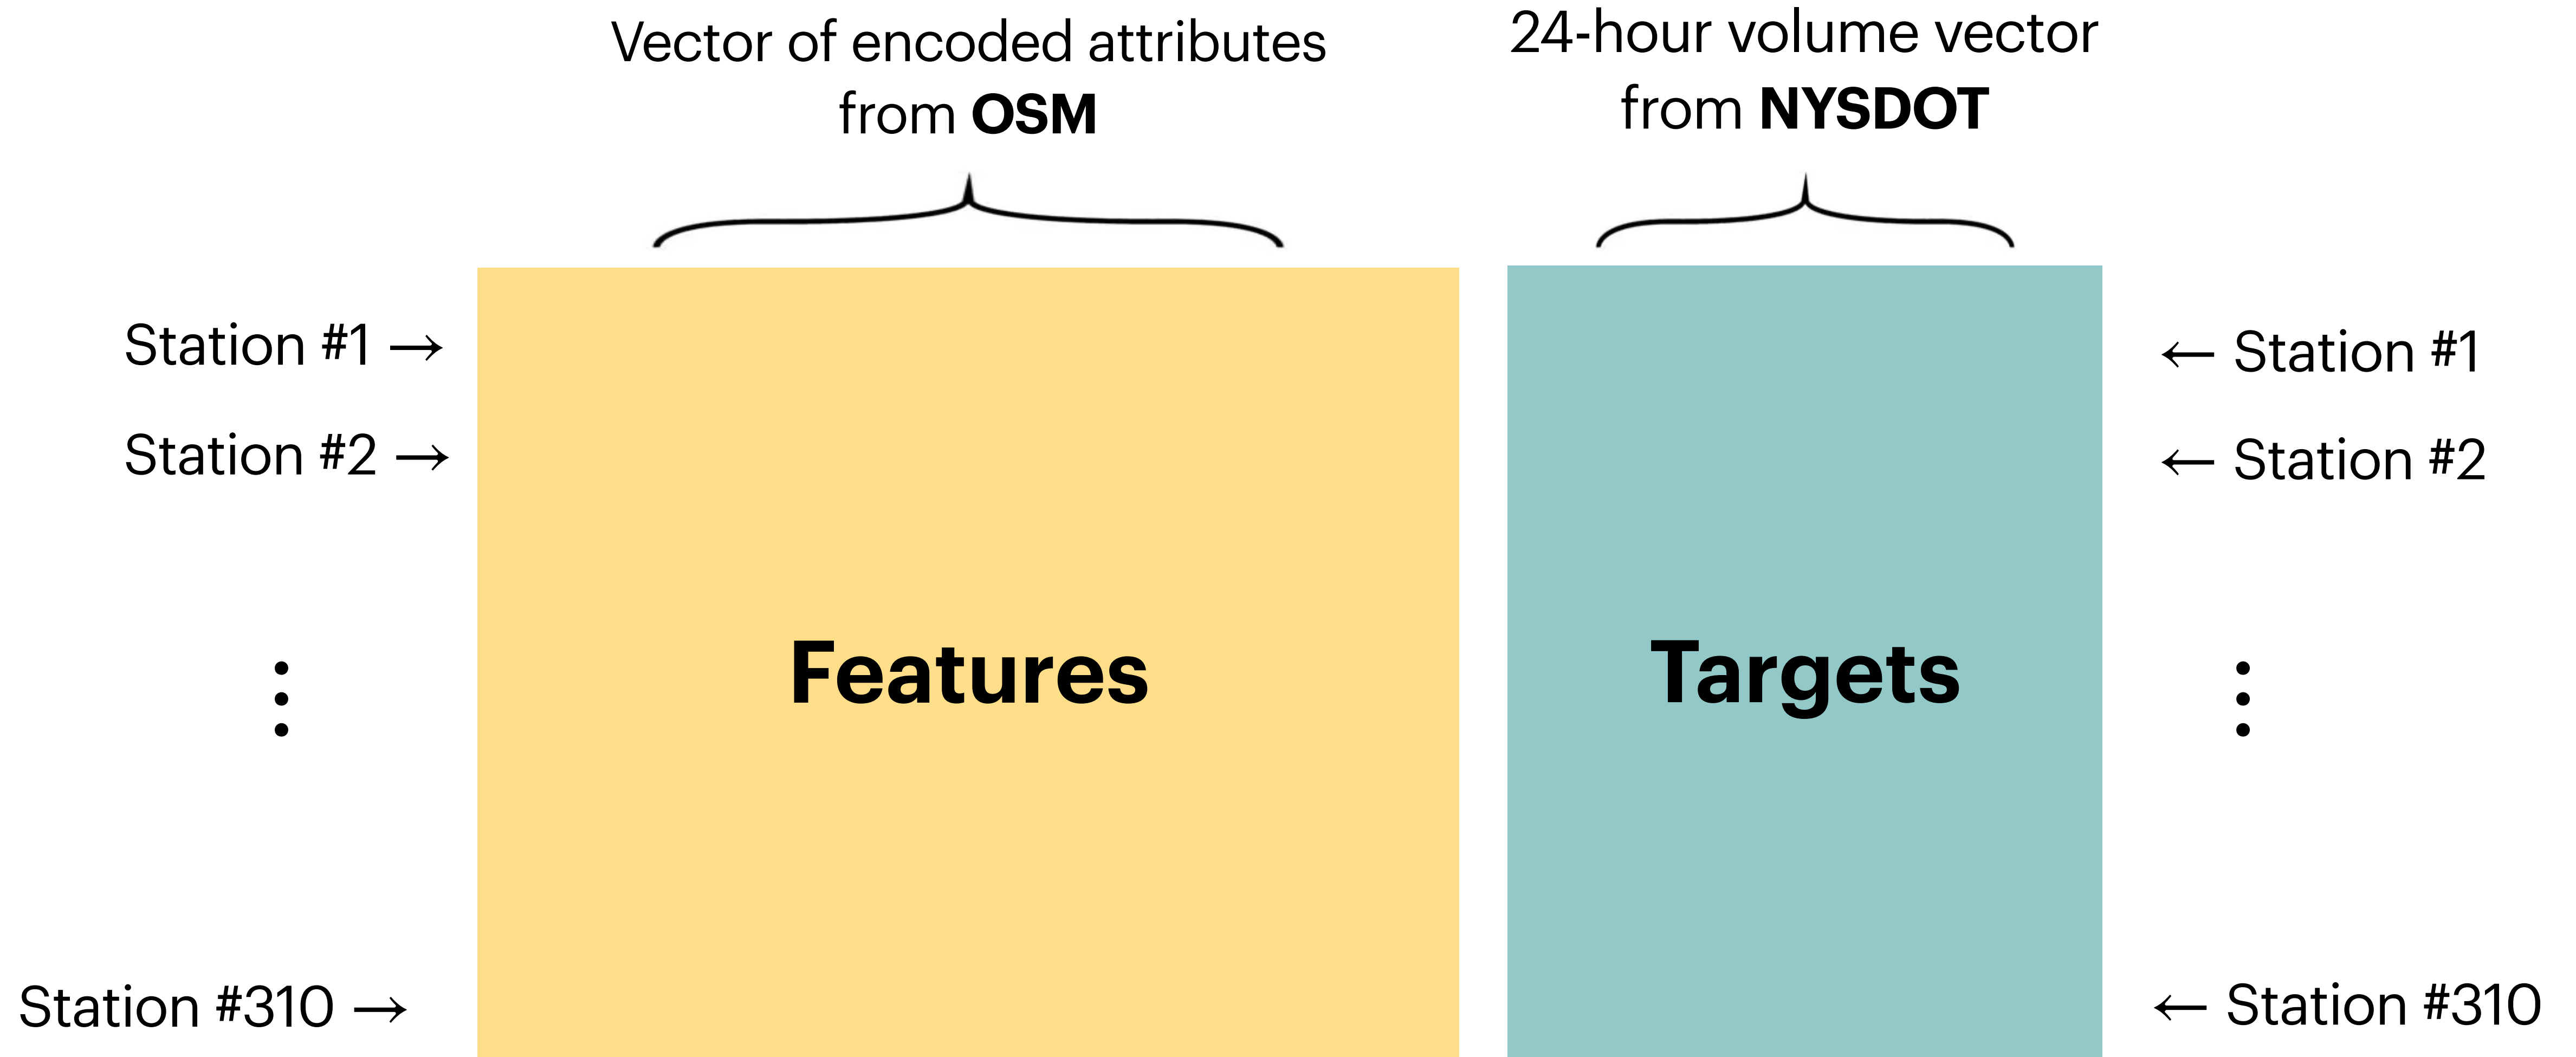 Vector of encoded attributes
from OSM
24-hour volume vector
from NYSDOT
Station #1 →
← Station #1
Station #2 →
← Station #2
Features
Targets
Station #310 →
← Station #310